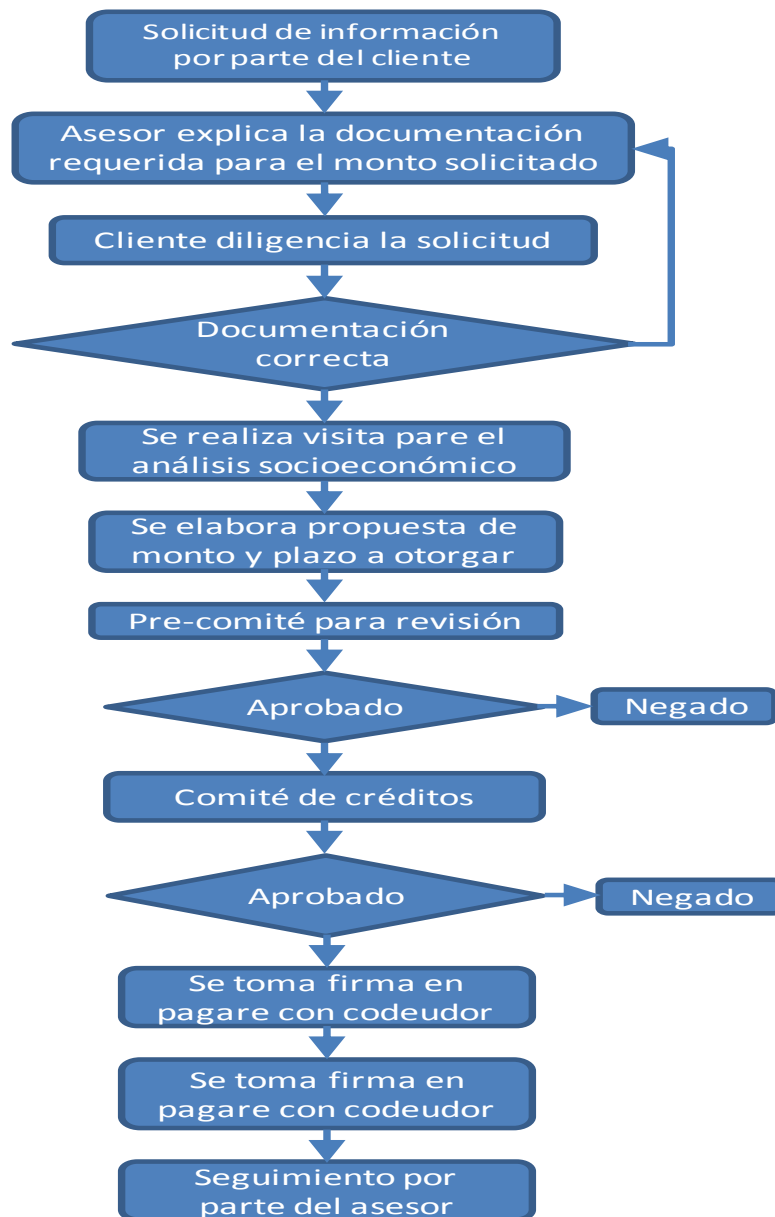 Solicitud de información
por parte del cliente
Asesor explica la documentación
requerida para el monto solicitado
Cliente diligencia la solicitud
Documentación
correcta
Se realiza visita pare el
análisis socioeconómico
Se elabora propuesta de
monto y plazo a otorgar
Pre-comité para revisión
Aprobado
Negado
Comité de créditos
Aprobado
Negado
Se toma firma en
pagare con codeudor
Se toma firma en
pagare con codeudor
Seguimiento por
parte del asesor